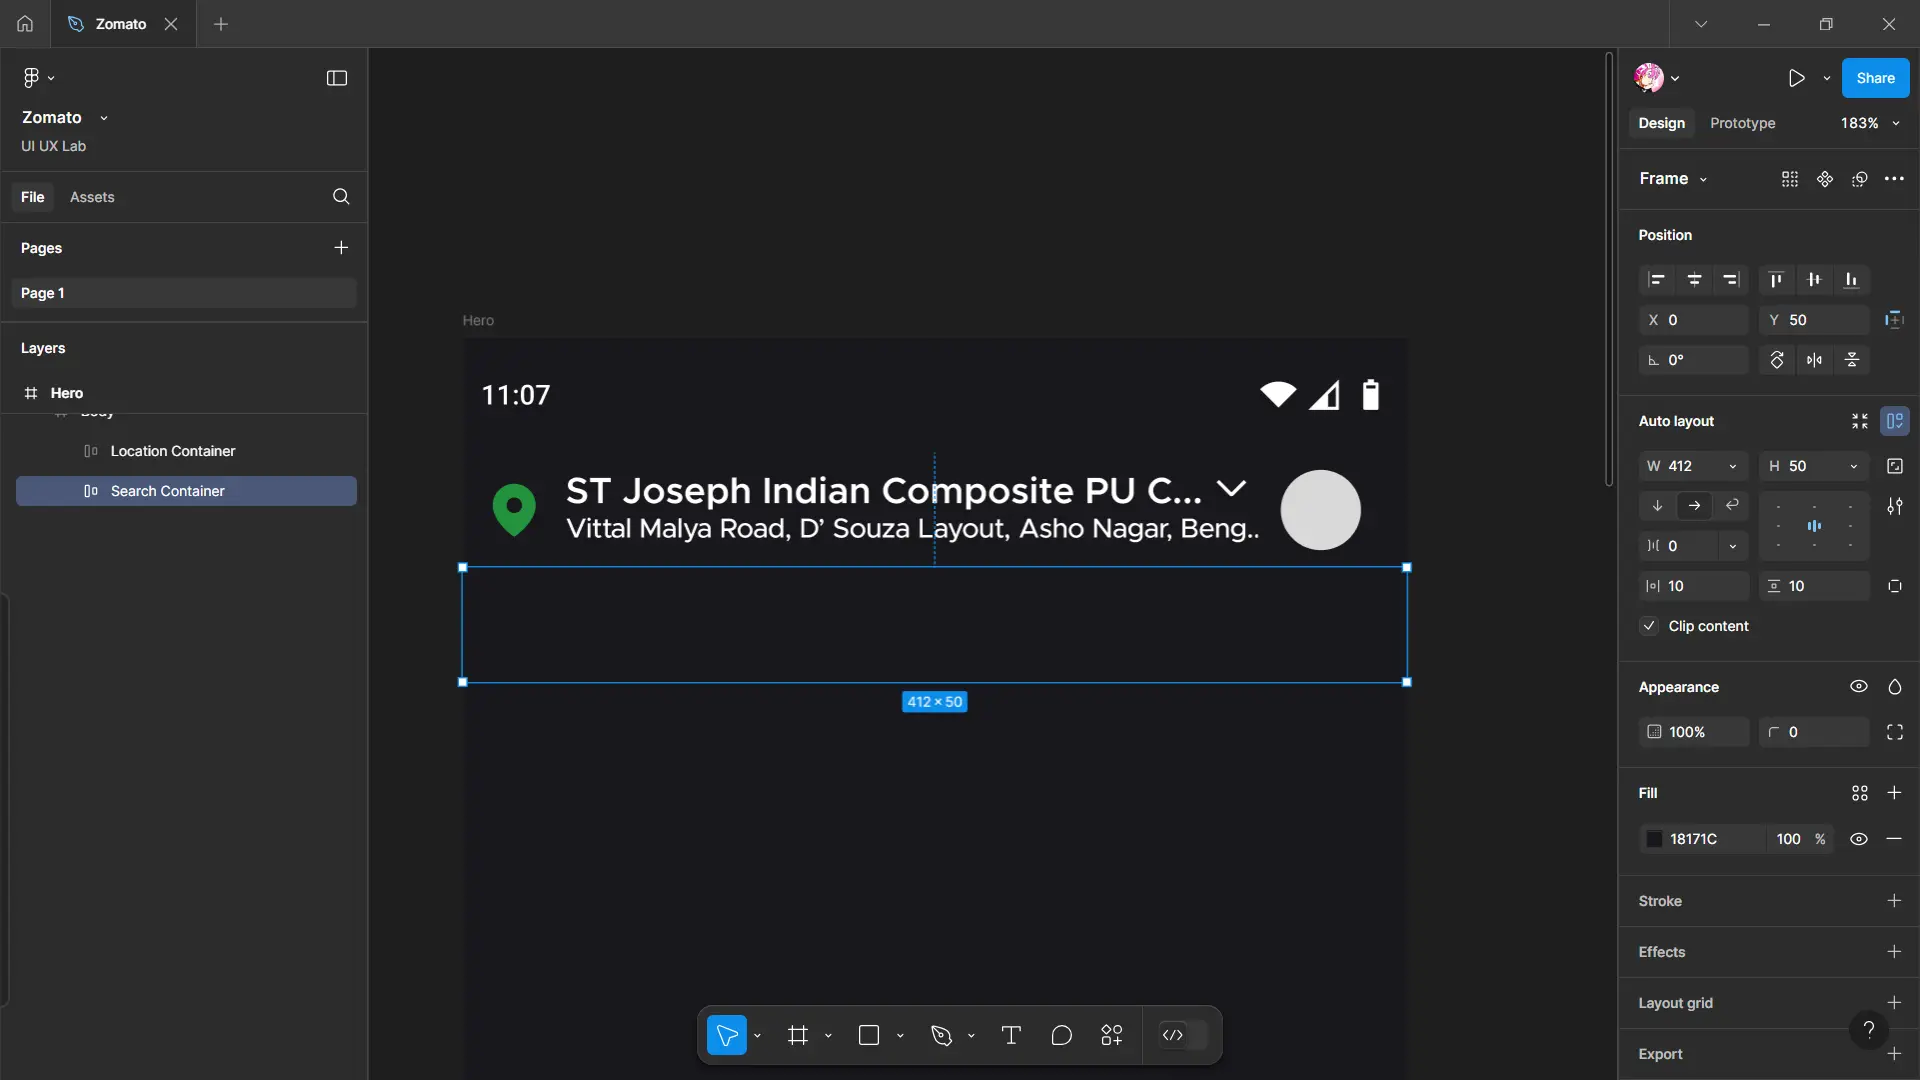 Zomato
Zomato
UI UX Lab
File Assets
Pages
Page 1
Layers
Hero
Body
Location Container
Search Container
Hero
11:07
ST Joseph Indian Composite PU C...
Vittal Malya Road, D’ Souza Layout, Asho Nagar, Beng..
412 × 50
Share
Design Prototype 183%
Frame
Position
X 0 Y 50
0°
Auto layout
W 412 H 50
0
10 10
Clip content
Appearance
100% 0
Fill
18171C 100 %
Stroke
Effects
Layout grid
?
Export